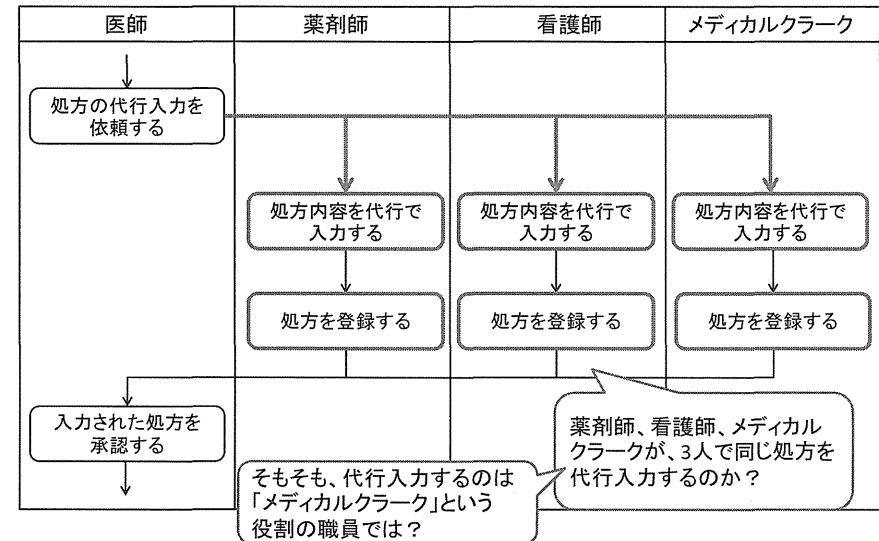 医師
薬剤師
看護師
メディカルクラーク
処方の代行入力を
依頼する
処方内容を代行で
入力する
処方内容を代行で
入力する
処方内容を代行で
入力する
処方を登録する
処方を登録する
処方を登録する
入力された処方を
承認する
薬剤師、看護師、メディカル
クラークが、3人で同じ処方を
代行入力するのか？
そもそも、代行入力するのは
「メディカルクラーク」という
役割の職員では？